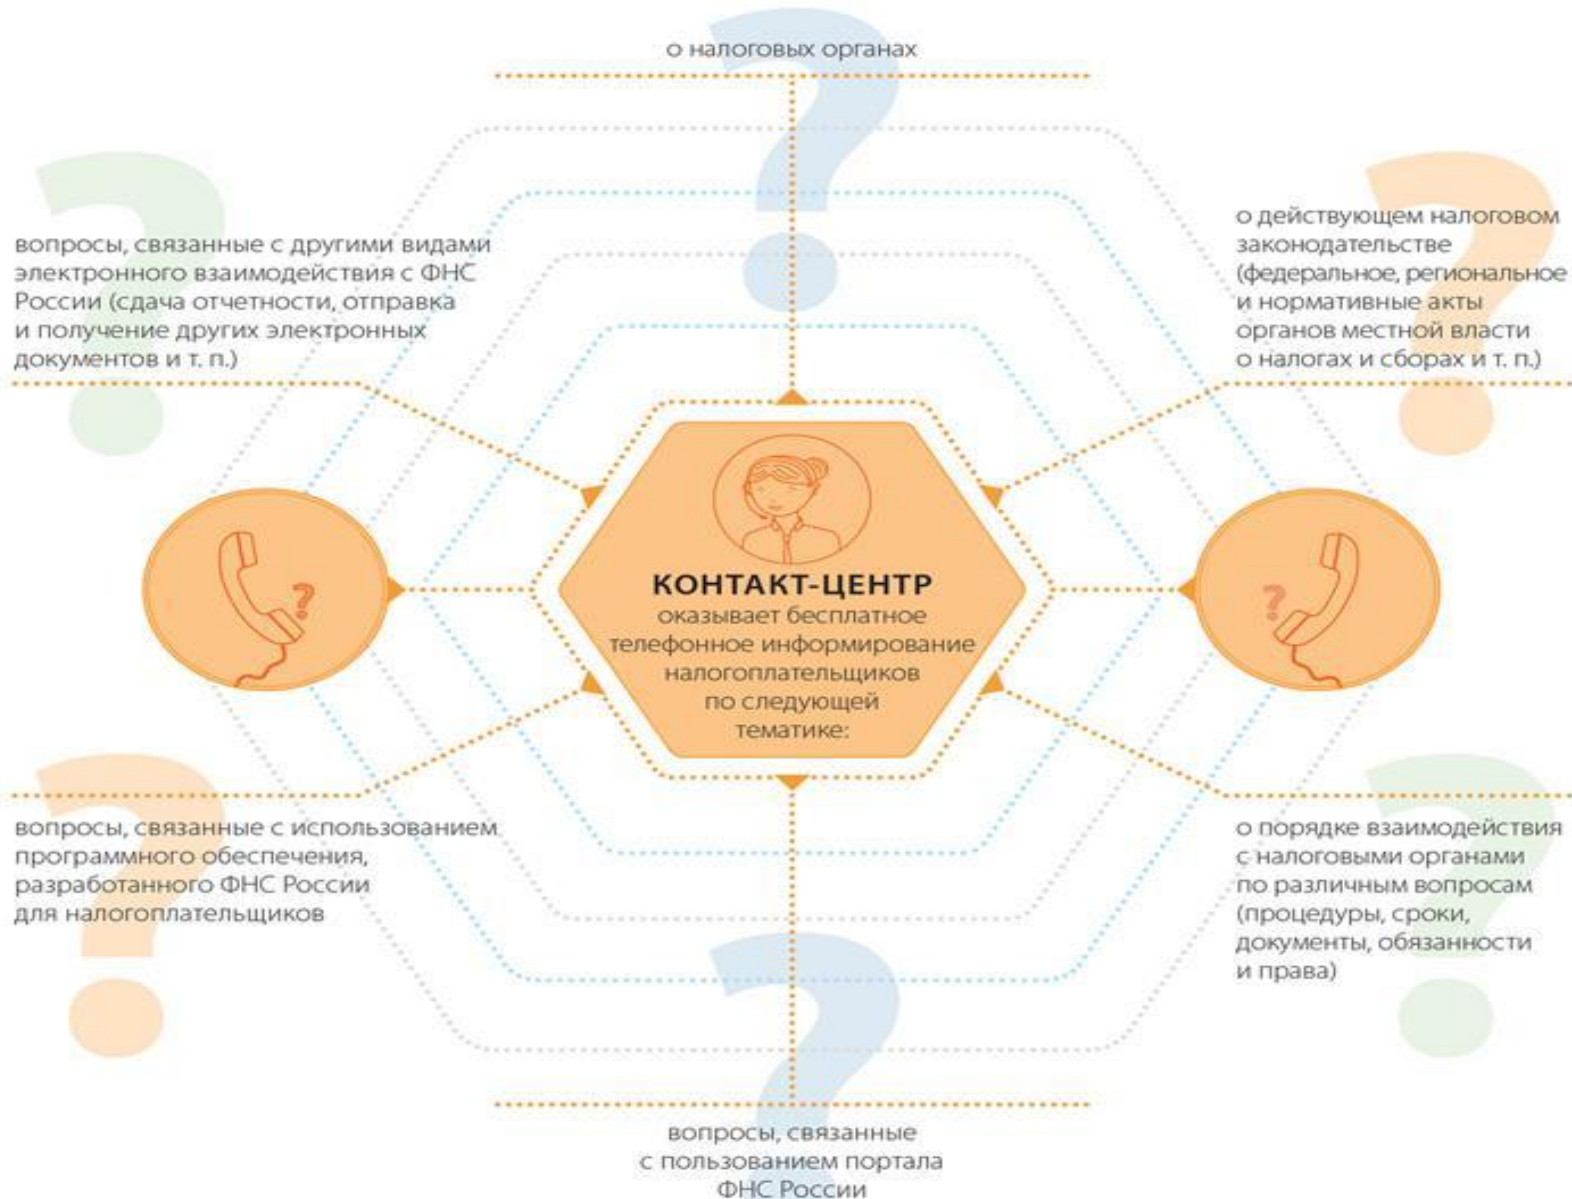 о налоговых органах
вопросы, связанные с другими видами
электронного взаимодействия с ФНС
России (сдача отчетности, отправка
и получение других электронных
документов и т. п.)
о действующем налоговом
законодательстве
(федеральное, региональное
и нормативные акты
органов местной власти
о налогах и сборах и т. п.)
КОНТАКТ-ЦЕНТР
оказывает бесплатное
телефонное информирование
налогоплательщиков
по следующей
тематике:
вопросы, связанные с использованием
программного обеспечения,
разработанного ФНС России
для налогоплательщиков
о порядке взаимодействия
с налоговыми органами
по различным вопросам
(процедуры, сроки,
документы, обязанности
и права)
вопросы, связанные
с пользованием портала
ФНС России